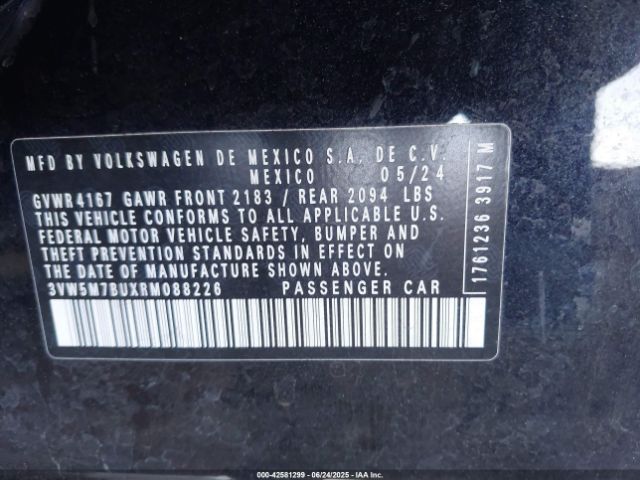 MFD BY VOLKSWAGEN DE MEXICO S.A. DE C.V.
MEXICO 05/24
GVWR 4167 GAWR FRONT 2183 / REAR 2094 LBS
THIS VEHICLE CONFORMS TO ALL APPLICABLE U.S.
FEDERAL MOTOR VEHICLE SAFETY, BUMPER AND
THEFT PREVENTION STANDARDS IN EFFECT ON
THE DATE OF MANUFACTURE SHOWN ABOVE.
3VW5M7BUXRM088226 PASSENGER CAR
1761236 3917 M
000-42581299 - 06/24/2025 - IAA Inc.